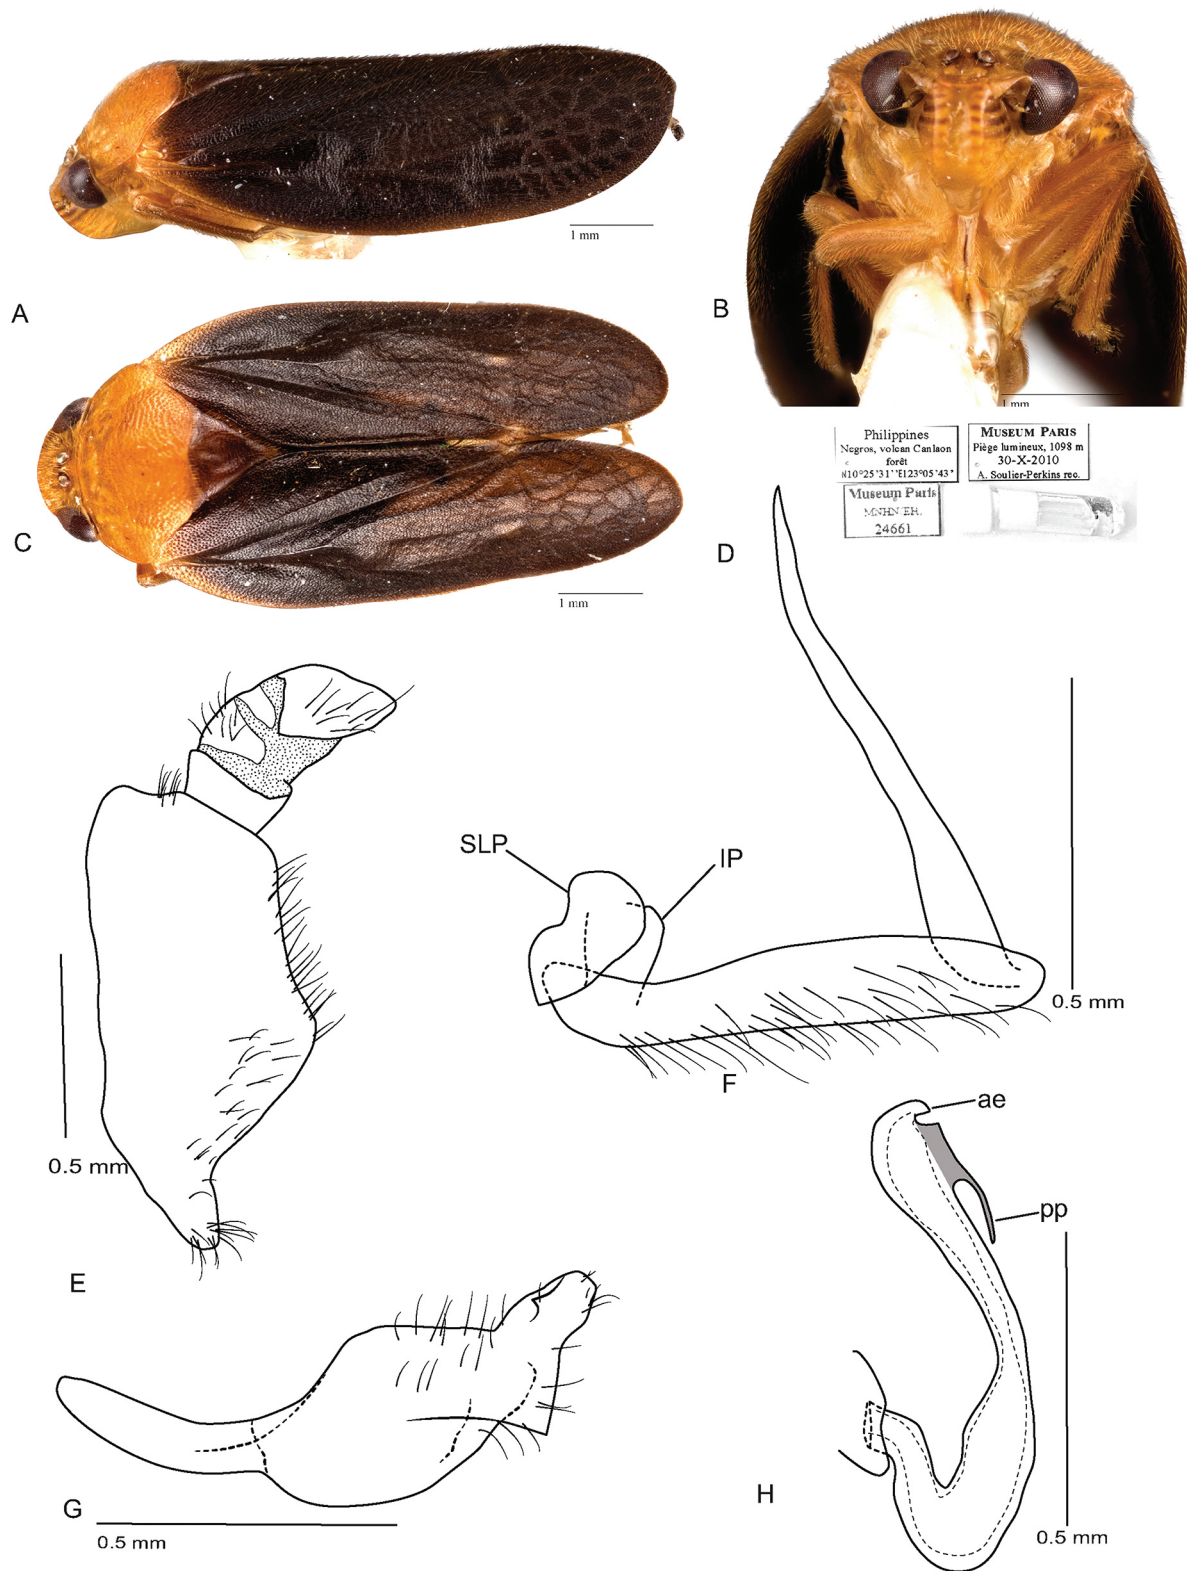 1 mm
A
B
1 mm
Philippines
Negros, volcan Canlaon
forêt
N10°25'31''E123°05'43"
MUSEUM PARIS
Piège lumineux, 1098 m
30-X-2010
A. Soulier-Perkins rec.
Museum Paris
MNHN(EH)
24661
C
1 mm
D
SLP
IP
0.5 mm
F
0.5 mm
E
ae
pp
G
0.5 mm
H
0.5 mm